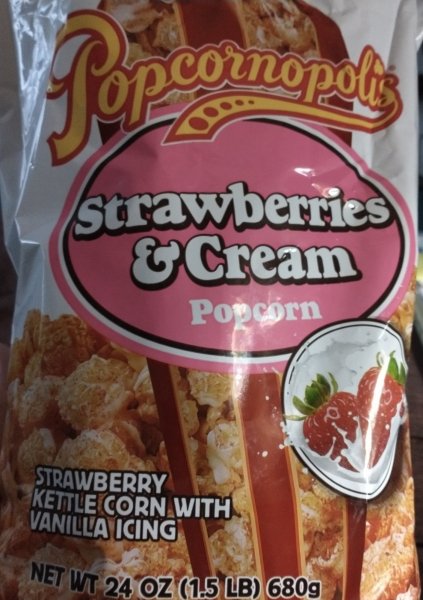 Popcornopolis
Strawberries
& Cream
Popcorn
STRAWBERRY
KETTLE CORN WITH
VANILLA ICING
NET WT 24 OZ (1.5 LB) 680g